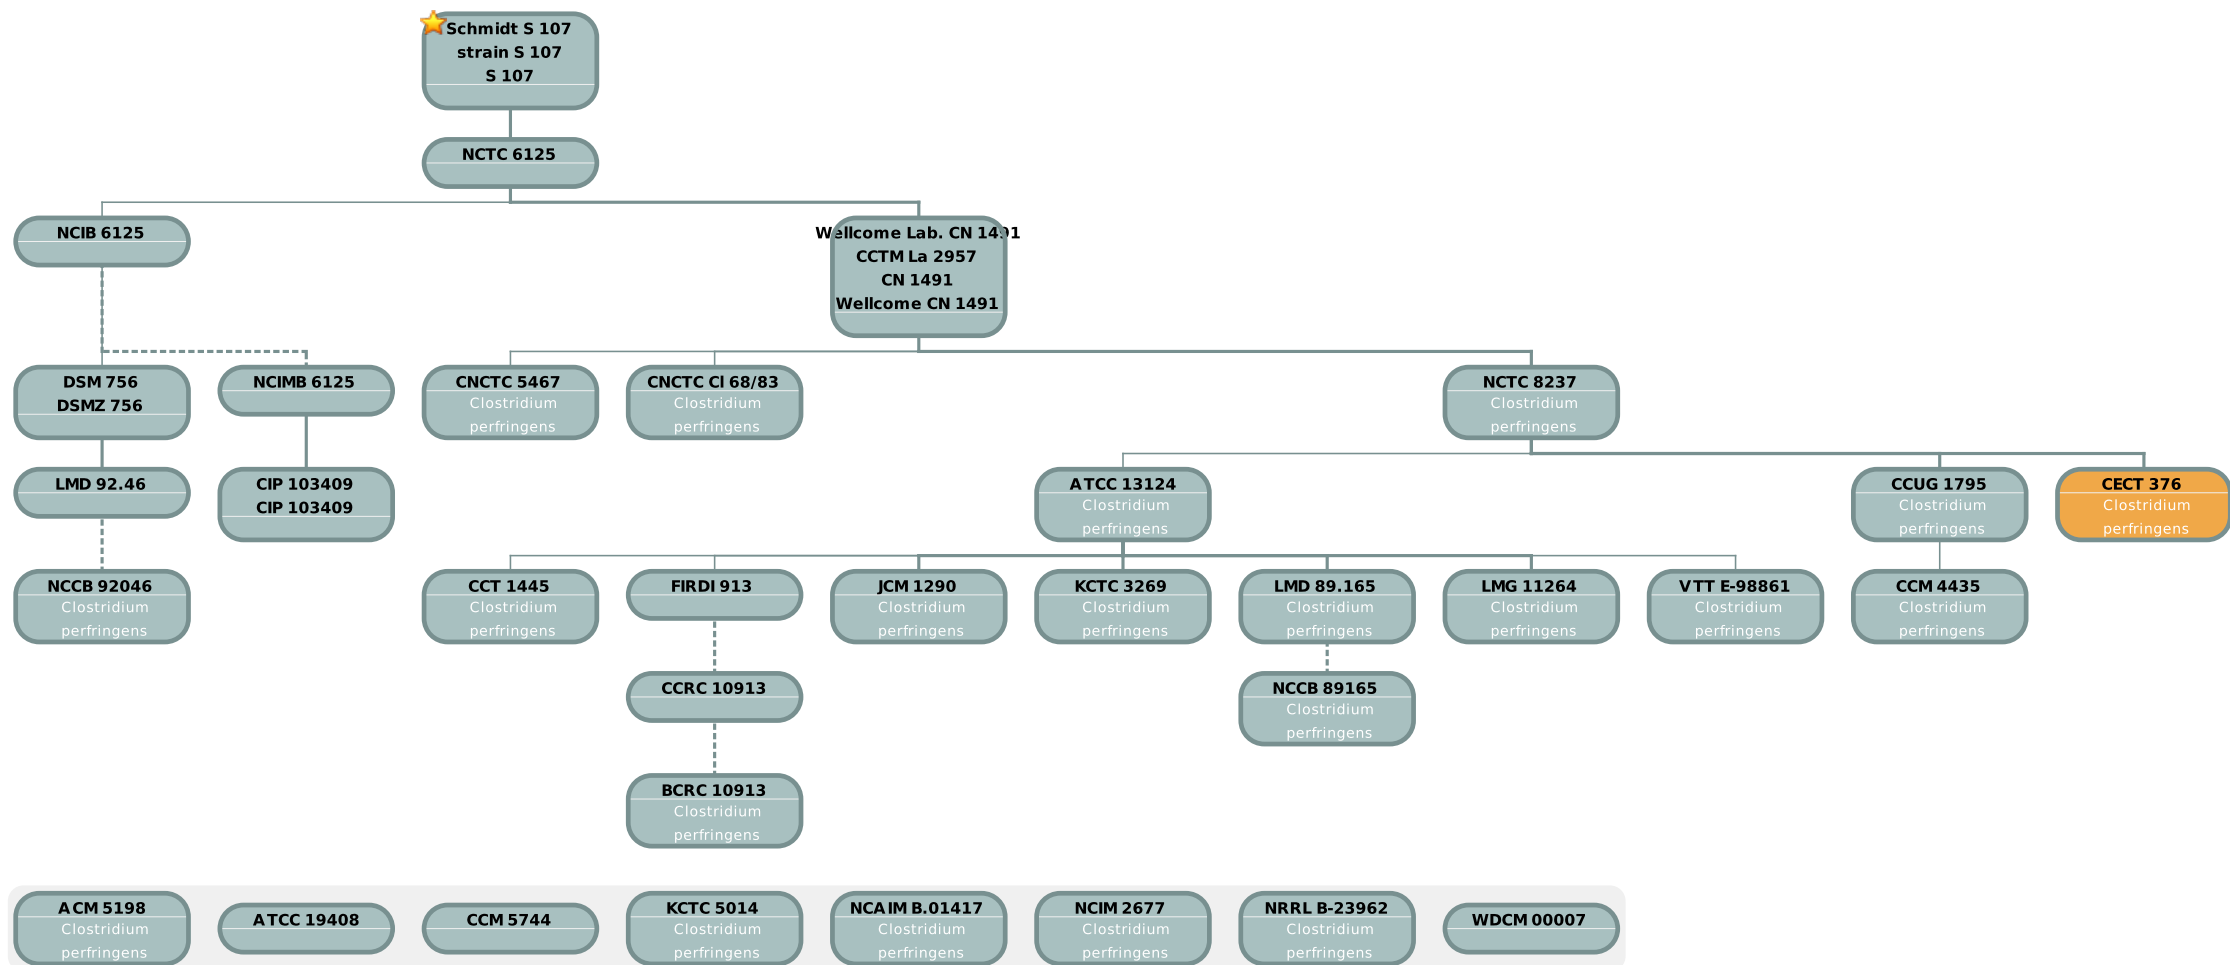 Schmidt S 107
strain S 107
S 107
NCTC 6125
NCIB 6125
Wellcome Lab. CN 1491
CCTM La 2957
CN 1491
Wellcome CN 1491
DSM 756
DSMZ 756
NCIMB 6125
CNCTC 5467
Clostridium
perfringens
CNCTC Cl 68/83
Clostridium
perfringens
NCTC 8237
Clostridium
perfringens
LMD 92.46
CIP 103409
CIP 103409
ATCC 13124
Clostridium
perfringens
CCUG 1795
Clostridium
perfringens
CECT 376
Clostridium
perfringens
NCCB 92046
Clostridium
perfringens
CCT 1445
Clostridium
perfringens
FIRDI 913
JCM 1290
Clostridium
perfringens
KCTC 3269
Clostridium
perfringens
LMD 89.165
Clostridium
perfringens
LMG 11264
Clostridium
perfringens
VTT E-98861
Clostridium
perfringens
CCM 4435
Clostridium
perfringens
CCRC 10913
NCCB 89165
Clostridium
perfringens
BCRC 10913
Clostridium
perfringens
ACM 5198
Clostridium
perfringens
ATCC 19408
CCM 5744
KCTC 5014
Clostridium
perfringens
NCAIM B.01417
Clostridium
perfringens
NCIM 2677
Clostridium
perfringens
NRRL B-23962
Clostridium
perfringens
WDCM 00007